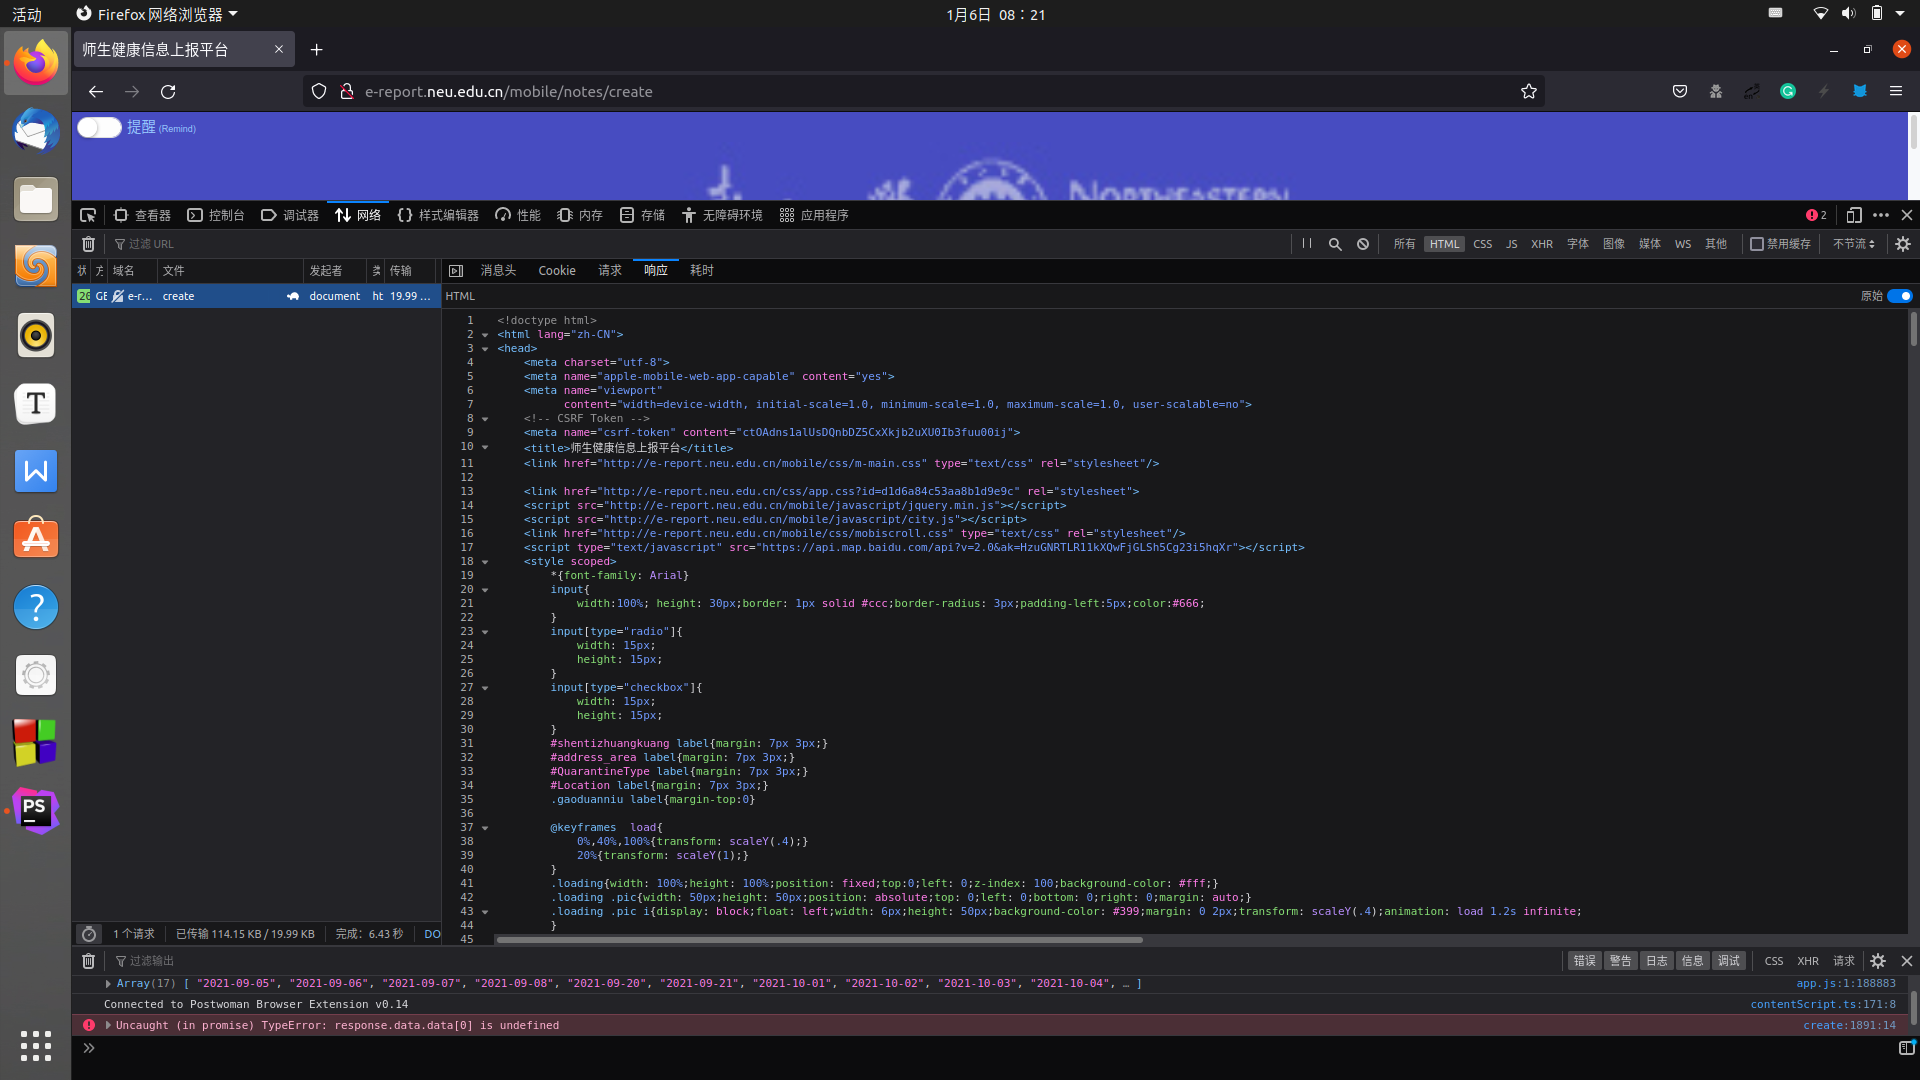 活动
Firefox 网络浏览器
1月6日 08：21
师生健康信息上报平台
e-report.neu.edu.cn/mobile/notes/create
提醒 (Remind)
NORTHEASTERN
查看器 控制台 调试器 网络 样式编辑器 性能 内存 存储 无障碍环境 应用程序 2
过滤 URL
所有 HTML CSS JS XHR 字体 图像 媒体 WS 其他 禁用缓存 不节流
域名 文件 发起者 传输
消息头 Cookie 请求 响应 耗时
GE e-r... create document ht 19.99 ...
HTML 原始
1 <!doctype html>
2 <html lang="zh-CN">
3 <head>
4 <meta charset="utf-8">
5 <meta name="apple-mobile-web-app-capable" content="yes">
6 <meta name="viewport"
7 content="width=device-width, initial-scale=1.0, minimum-scale=1.0, maximum-scale=1.0, user-scalable=no">
8 <!-- CSRF Token -->
9 <meta name="csrf-token" content="ctOAdns1alUsDQnbDZ5CxXkjb2uXU0Ib3fuu00ij">
10 <title>师生健康信息上报平台</title>
11 <link href="http://e-report.neu.edu.cn/mobile/css/m-main.css" type="text/css" rel="stylesheet"/>
12
13 <link href="http://e-report.neu.edu.cn/css/app.css?id=d1d6a84c53aa8b1d9e9c" rel="stylesheet">
14 <script src="http://e-report.neu.edu.cn/mobile/javascript/jquery.min.js"></script>
15 <script src="http://e-report.neu.edu.cn/mobile/javascript/city.js"></script>
16 <link href="http://e-report.neu.edu.cn/mobile/css/mobiscroll.css" type="text/css" rel="stylesheet"/>
17 <script type="text/javascript" src="https://api.map.baidu.com/api?v=2.0&ak=HzuGNRTLR11kXQwFjGLSh5Cg23i5hqXr"></script>
18 <style scoped>
19 *{font-family: Arial}
20 input{
21 width:100%; height: 30px;border: 1px solid #ccc;border-radius: 3px;padding-left:5px;color:#666;
22 }
23 input[type="radio"]{
24 width: 15px;
25 height: 15px;
26 }
27 input[type="checkbox"]{
28 width: 15px;
29 height: 15px;
30 }
31 #shentizhuangkuang label{margin: 7px 3px;}
32 #address_area label{margin: 7px 3px;}
33 #QuarantineType label{margin: 7px 3px;}
34 #Location label{margin: 7px 3px;}
35 .gaoduanniu label{margin-top:0}
36
37 @keyframes load{
38 0%,40%,100%{transform: scaleY(.4);}
39 20%{transform: scaleY(1);}
40 }
41 .loading{width: 100%;height: 100%;position: fixed;top:0;left: 0;z-index: 100;background-color: #fff;}
42 .loading .pic{width: 50px;height: 50px;position: absolute;top: 0;left: 0;bottom: 0;right: 0;margin: auto;}
43 .loading .pic i{display: block;float: left;width: 6px;height: 50px;background-color: #399;margin: 0 2px;transform: scaleY(.4);animation: load 1.2s infinite;
44 }
45
1 个请求 已传输 114.15 KB / 19.99 KB 完成：6.43 秒 DO
过滤输出
错误 警告 日志 信息 调试 CSS XHR 请求
Array(17) [ "2021-09-05", "2021-09-06", "2021-09-07", "2021-09-08", "2021-09-20", "2021-09-21", "2021-10-01", "2021-10-02", "2021-10-03", "2021-10-04", … ] app.js:1:188883
Connected to Postwoman Browser Extension v0.14 contentScript.ts:171:8
Uncaught (in promise) TypeError: response.data.data[0] is undefined create:1891:14